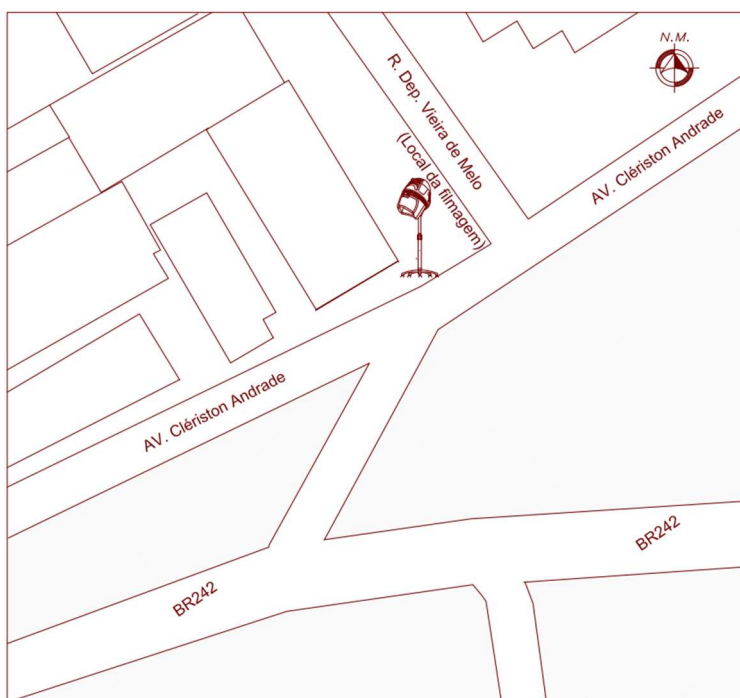 N.M.
R. Dep. Vieira de Melo
(Local da filmagem)
AV. Clériston Andrade
AV. Clériston Andrade
BR242
BR242